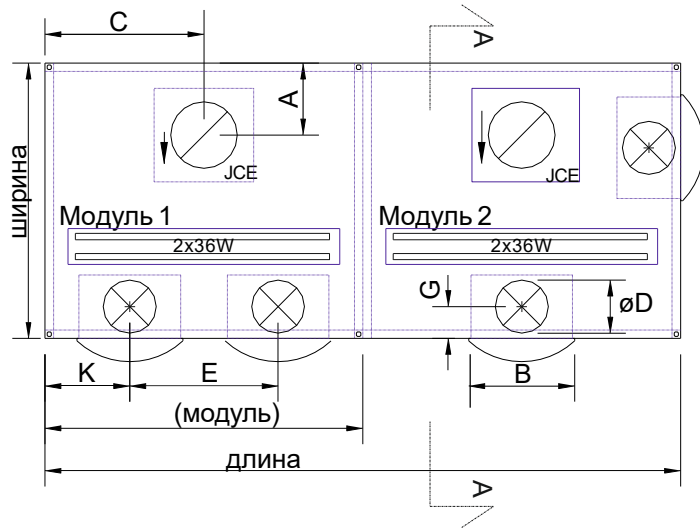 C
A
A
ширина
JCE
JCE
Модуль 1
Модуль 2
2x36W
2x36W
G
øD
K
E
B
(модуль)
длина
A